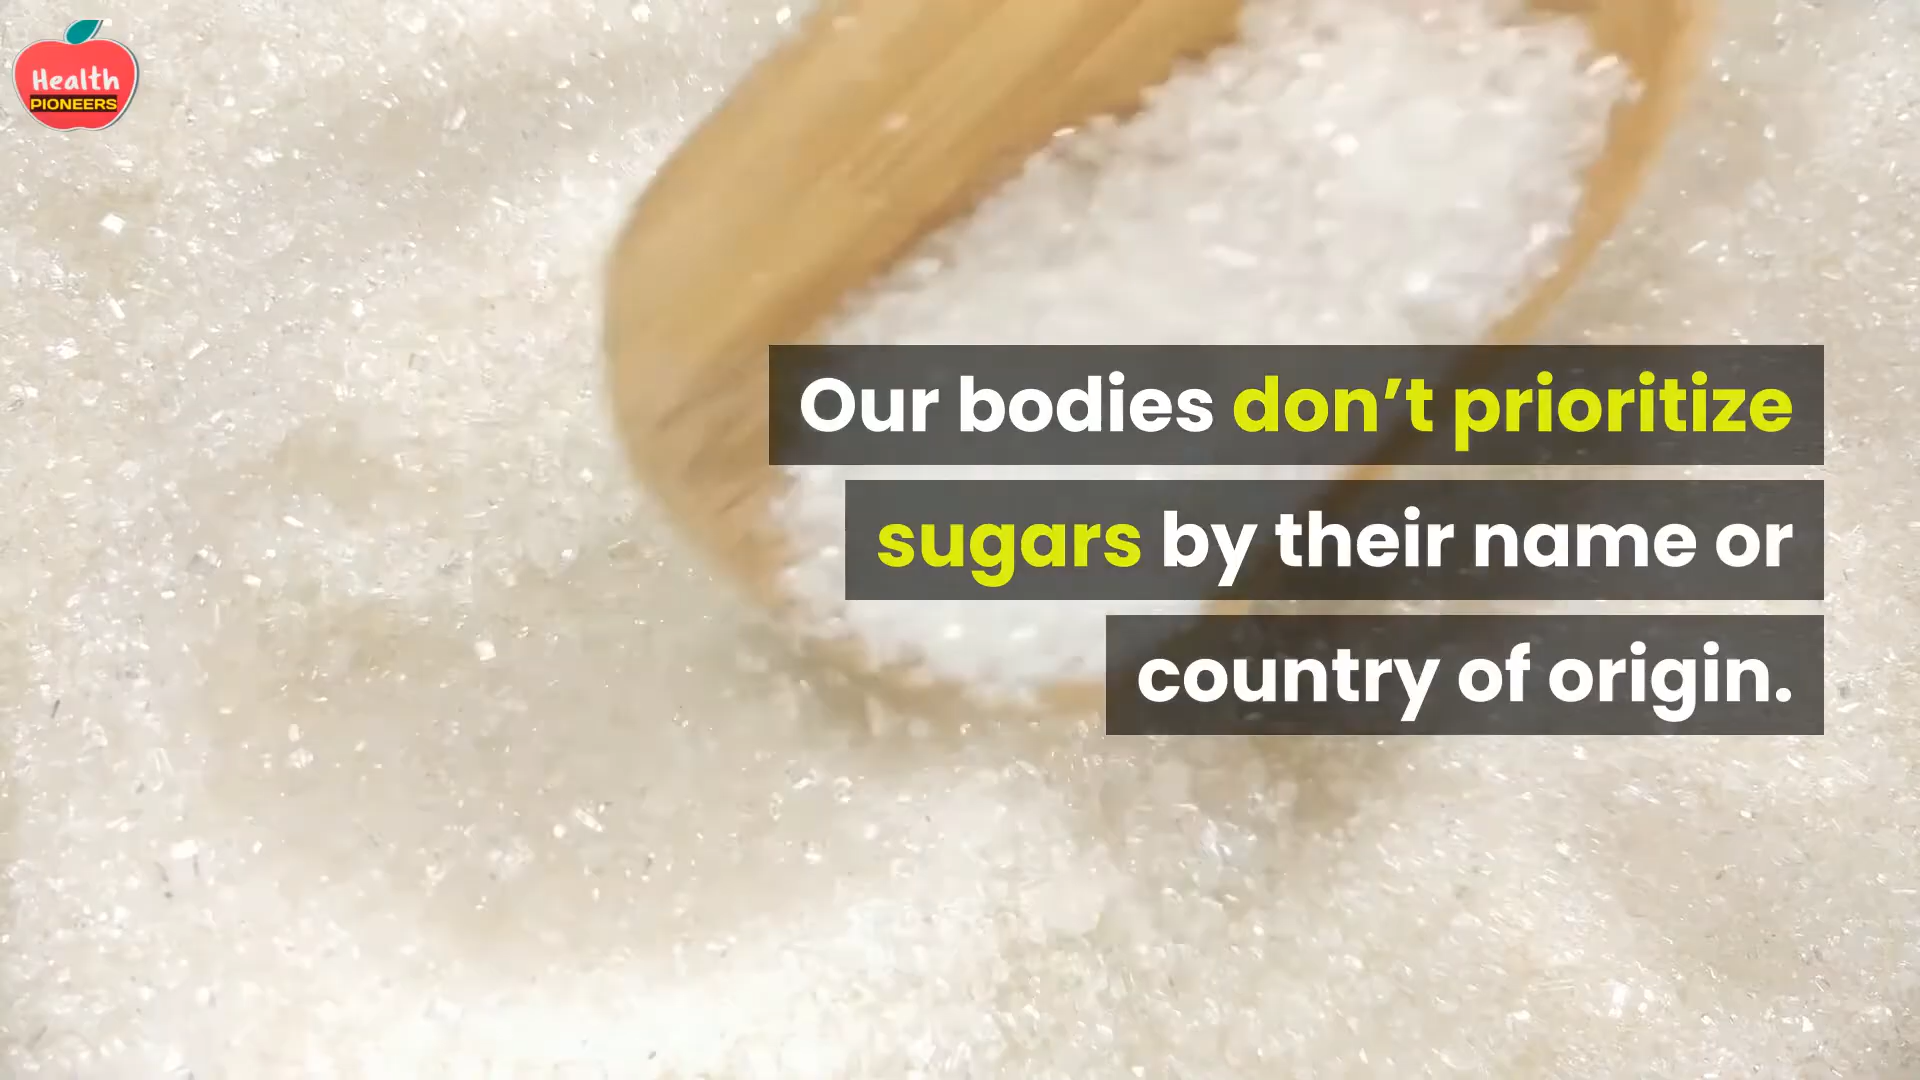 Health
PIONEERS
Our bodies don’t prioritize
sugars by their name or
country of origin.